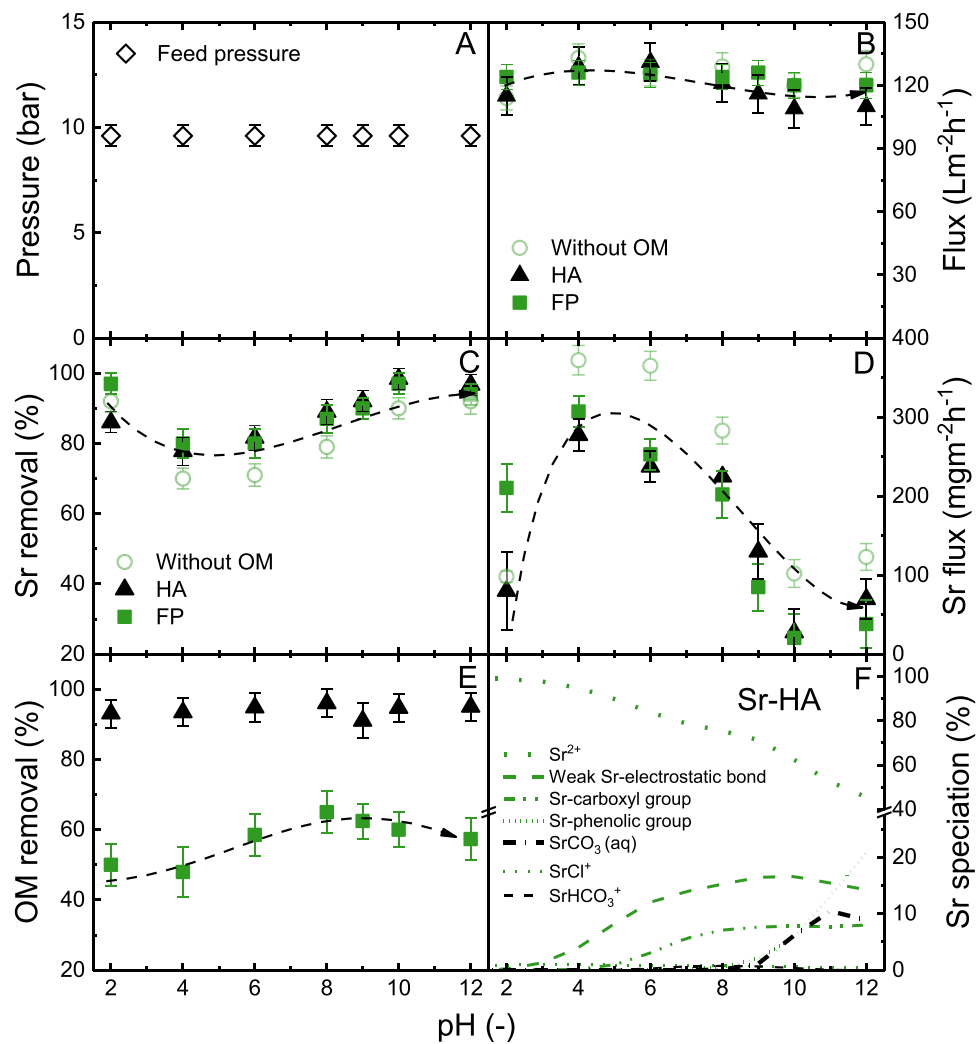 15
10
5
0
Pressure (bar)
Feed pressure
A
150
120
90
60
30
Flux (Lm⁻²h⁻¹)
B
Without OM
HA
FP
100
80
60
40
20
Sr removal (%)
C
Without OM
HA
FP
400
300
200
100
0
Sr flux (mgm⁻²h⁻¹)
D
100
80
60
40
20
OM removal (%)
E
2 4 6 8 10 12
Sr-HA
F
Sr²⁺
Weak Sr-electrostatic bond
Sr-carboxyl group
Sr-phenolic group
SrCO₃ (aq)
SrCl⁺
SrHCO₃⁺
100
80
60
40
20
10
0
Sr speciation (%)
2 4 6 8 10 12
pH (-)